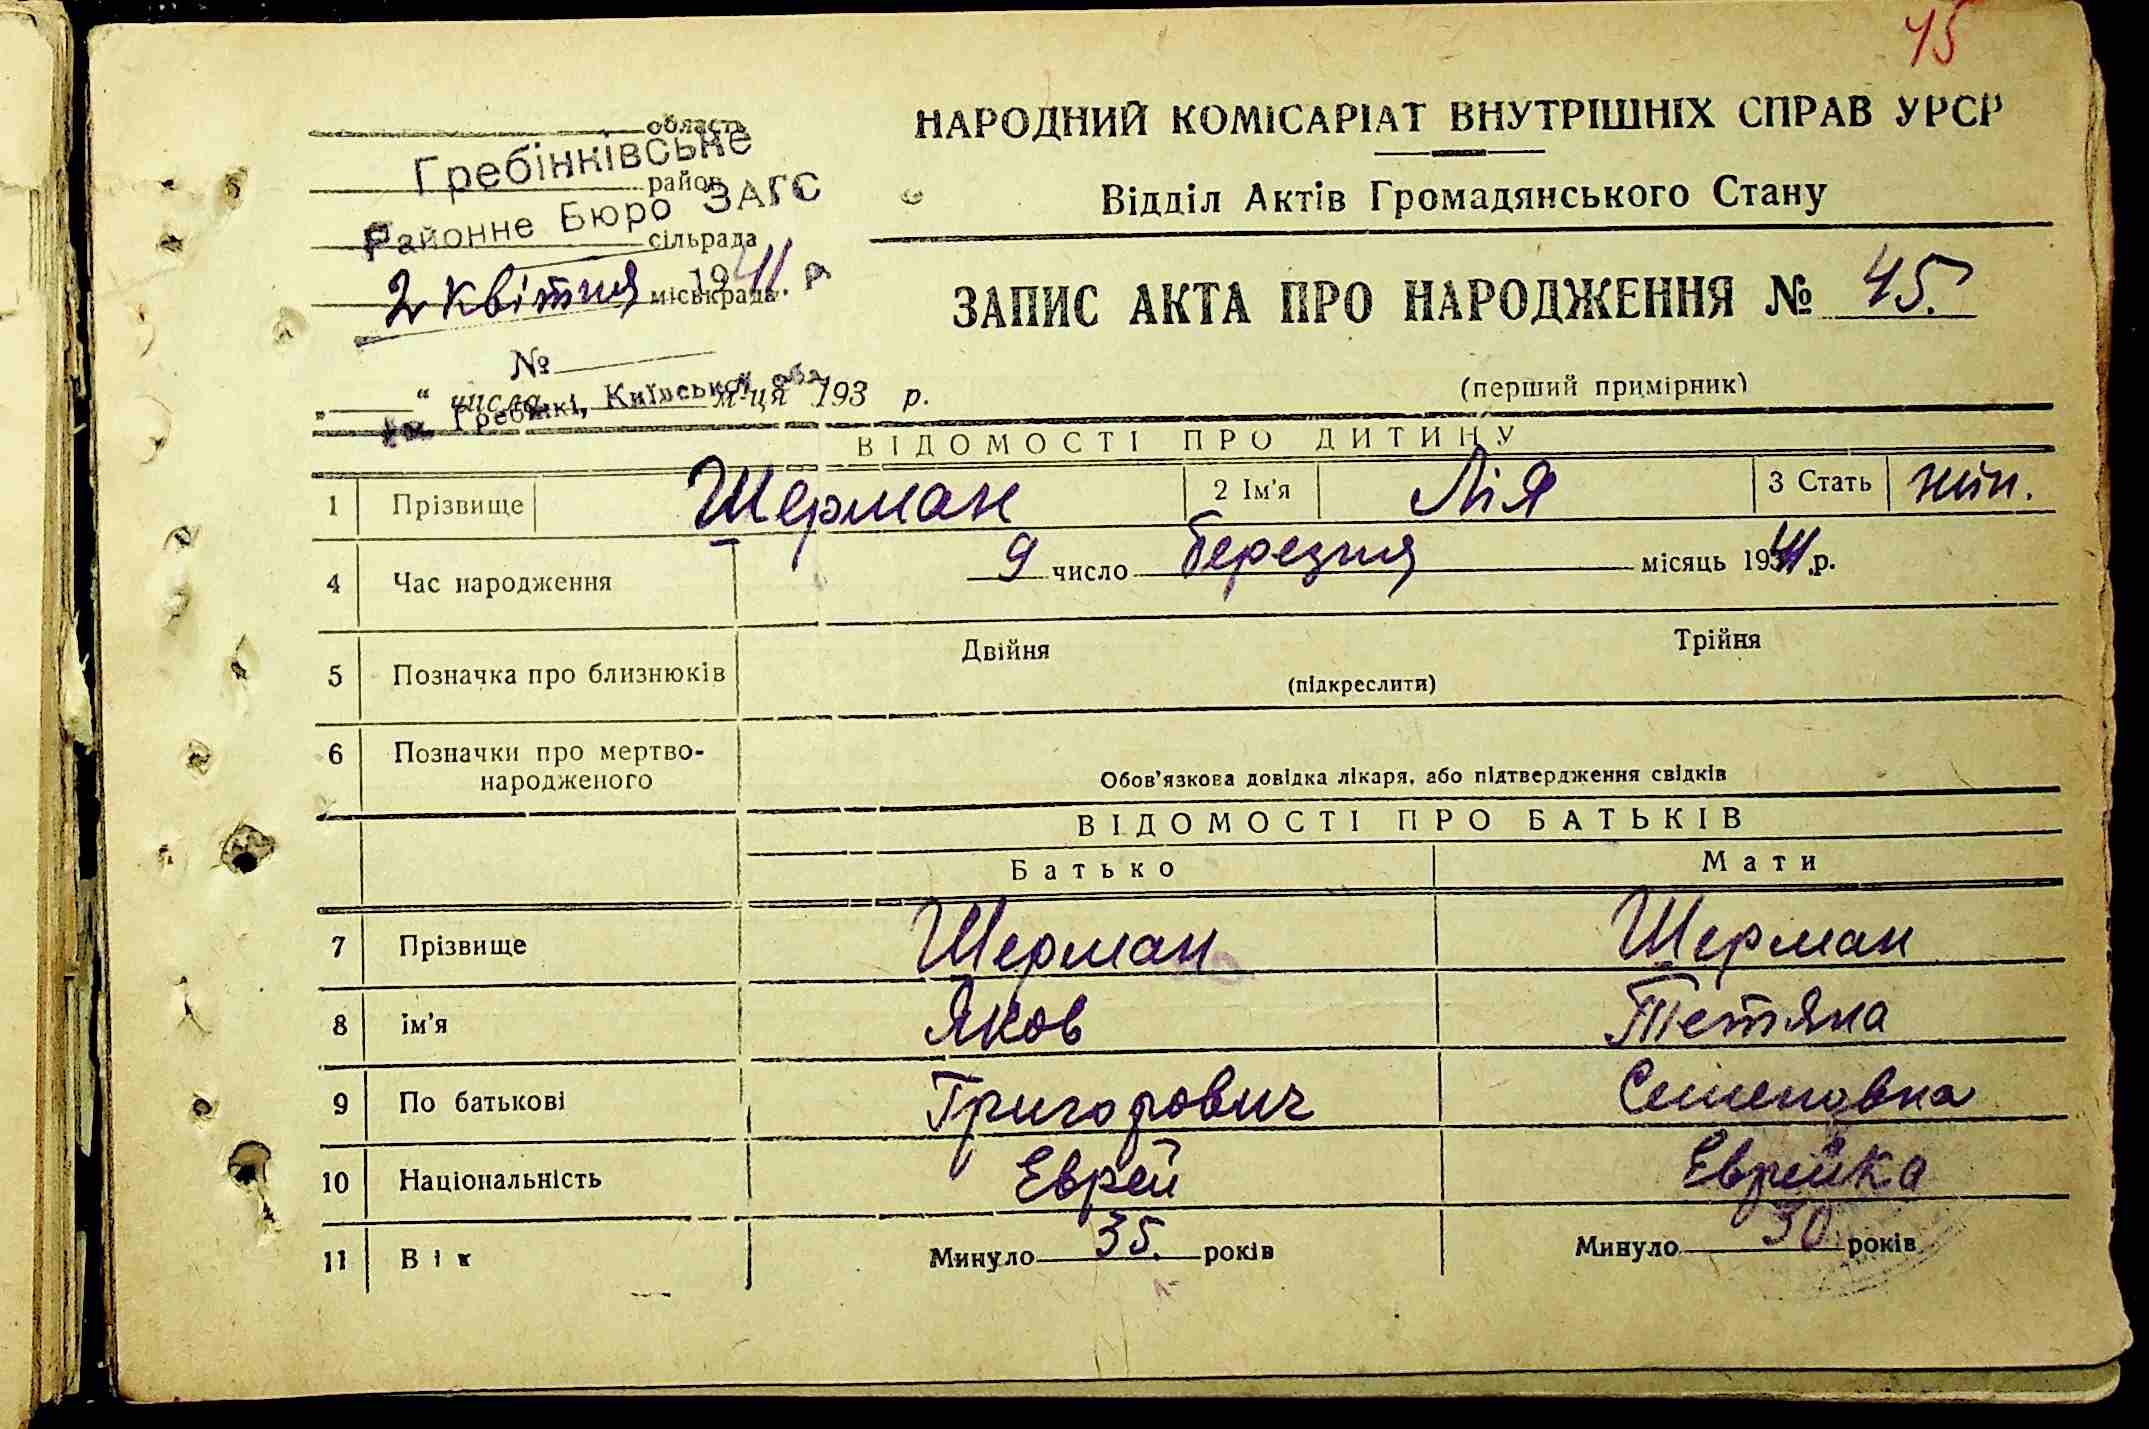 45
область
Гребінківське
район
Районне Бюро ЗАГС
сільрада
2 квітня 1941 р
міськрада
№
" " числа м-ця 193 р.
Гребінкі, Київської обл.
НАРОДНИЙ КОМІСАРІАТ ВНУТРІШНІХ СПРАВ УРСР
Відділ Актів Громадянського Стану
ЗАПИС АКТА ПРО НАРОДЖЕННЯ № 45.
(перший примірник)
ВІДОМОСТІ ПРО ДИТИНУ
1 Прізвище Шерман 2 Ім'я Лія 3 Стать жін.
4 Час народження 9 число березня місяць 1941 р.
5 Позначка про близнюків Двійня Трійня
(підкреслити)
6 Позначки про мертво-
народженого Обов'язкова довідка лікаря, або підтвердження свідків
ВІДОМОСТІ ПРО БАТЬКІВ
Батько Мати
7 Прізвище Шерман Шерман
8 Ім'я Яков Тетяна
9 По батькові Григорович Семеновна
10 Національність Еврей Еврейка
11 Вік Минуло 35. років Минуло 30 років